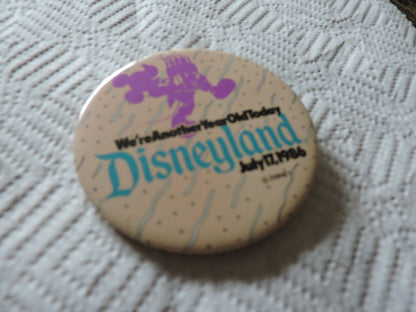 We're Another Year Old Today
Disneyland
July 17, 1986